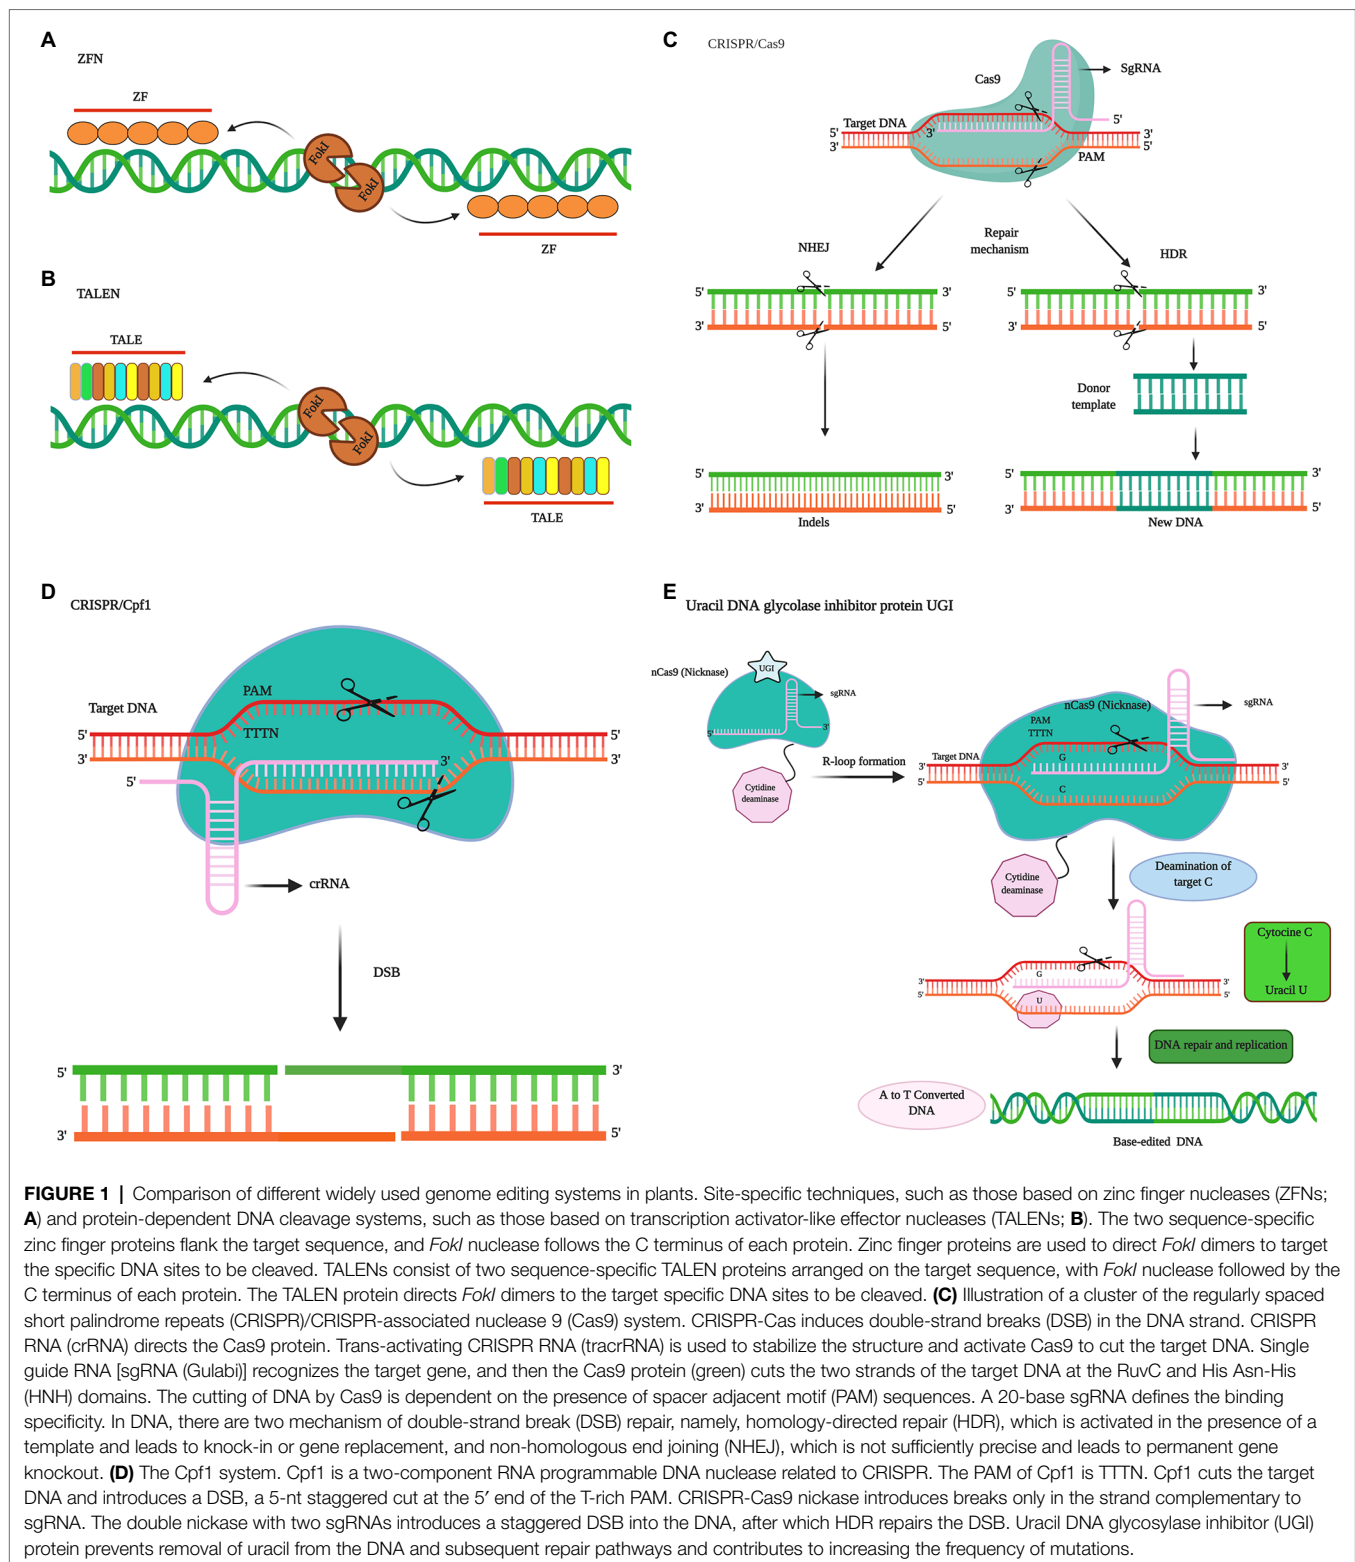 A
ZFN
ZF
FokI
FokI
ZF
B
TALEN
TALE
FokI
FokI
TALE
C
CRISPR/Cas9
Cas9
SgRNA
5'
Target DNA
5'
3'
3'
3'
5'
PAM
Repair
mechanism
NHEJ
HDR
5'
3'
3'
5'
5'
3'
3'
5'
Donor
template
5'
3'
3'
5'
Indels
5'
3'
3'
5'
New DNA
D
CRISPR/Cpf1
PAM
Target DNA
TTTN
5'
5'
3'
3'
3'
5'
crRNA
DSB
5'
3'
3'
5'
E
Uracil DNA glycolase inhibitor protein UGI
UGI
nCas9 (Nicknase)
sgRNA
5'
3'
Cytidine
deaminase
R-loop formation
nCas9 (Nicknase)
sgRNA
PAM
TTTN
Target DNA
G
C
3'
5'
3'
5'
Cytidine
deaminase
Deamination of
target C
Cytocine C
Uracil U
G
U
3'
5'
3'
5'
DNA repair and replication
A to T Converted
DNA
Base-edited DNA
FIGURE 1 | Comparison of different widely used genome editing systems in plants. Site-specific techniques, such as those based on zinc finger nucleases (ZFNs;
A) and protein-dependent DNA cleavage systems, such as those based on transcription activator-like effector nucleases (TALENs; B). The two sequence-specific
zinc finger proteins flank the target sequence, and FokI nuclease follows the C terminus of each protein. Zinc finger proteins are used to direct FokI dimers to target
the specific DNA sites to be cleaved. TALENs consist of two sequence-specific TALEN proteins arranged on the target sequence, with FokI nuclease followed by the
C terminus of each protein. The TALEN protein directs FokI dimers to the target specific DNA sites to be cleaved. (C) Illustration of a cluster of the regularly spaced
short palindrome repeats (CRISPR)/CRISPR-associated nuclease 9 (Cas9) system. CRISPR-Cas induces double-strand breaks (DSB) in the DNA strand. CRISPR
RNA (crRNA) directs the Cas9 protein. Trans-activating CRISPR RNA (tracrRNA) is used to stabilize the structure and activate Cas9 to cut the target DNA. Single
guide RNA [sgRNA (Gulabi)] recognizes the target gene, and then the Cas9 protein (green) cuts the two strands of the target DNA at the RuvC and His Asn-His
(HNH) domains. The cutting of DNA by Cas9 is dependent on the presence of spacer adjacent motif (PAM) sequences. A 20-base sgRNA defines the binding
specificity. In DNA, there are two mechanism of double-strand break (DSB) repair, namely, homology-directed repair (HDR), which is activated in the presence of a
template and leads to knock-in or gene replacement, and non-homologous end joining (NHEJ), which is not sufficiently precise and leads to permanent gene
knockout. (D) The Cpf1 system. Cpf1 is a two-component RNA programmable DNA nuclease related to CRISPR. The PAM of Cpf1 is TTTN. Cpf1 cuts the target
DNA and introduces a DSB, a 5-nt staggered cut at the 5′ end of the T-rich PAM. CRISPR-Cas9 nickase introduces breaks only in the strand complementary to
sgRNA. The double nickase with two sgRNAs introduces a staggered DSB into the DNA, after which HDR repairs the DSB. Uracil DNA glycosylase inhibitor (UGI)
protein prevents removal of uracil from the DNA and subsequent repair pathways and contributes to increasing the frequency of mutations.